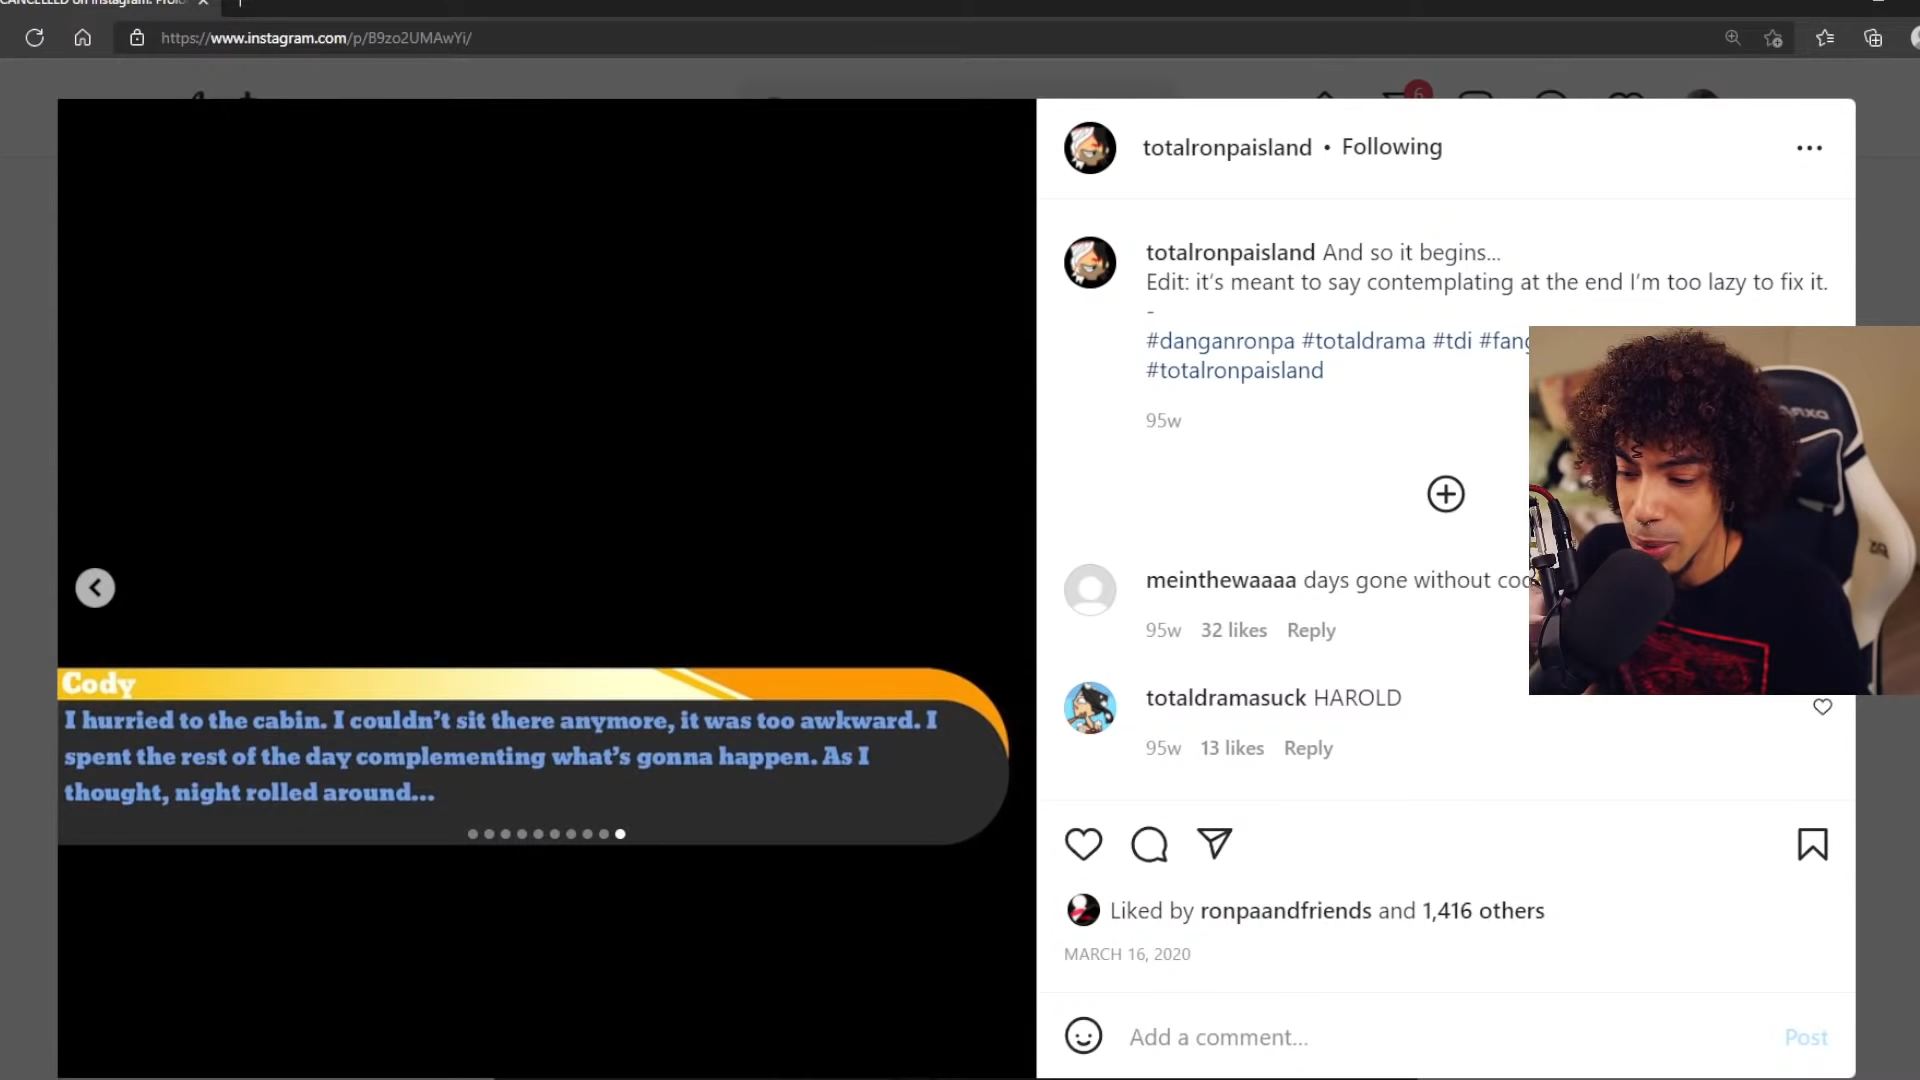 https://www.instagram.com/p/B9zo2UMAwYi/
6
totalronpaisland • Following
totalronpaisland And so it begins...
Edit: it's meant to say contemplating at the end I'm too lazy to fix it.
-
#danganronpa #totaldrama #tdi
#totalronpaisland
95w
meinthewaaaa days gone without
95w 32 likes Reply
totaldramasuck HAROLD
95w 13 likes Reply
Cody
I hurried to the cabin. I couldn't sit there anymore, it was too awkward. I
spent the rest of the day complementing what's gonna happen. As I
thought, night rolled around...
Liked by ronpaandfriends and 1,416 others
MARCH 16, 2020
Add a comment...
Post